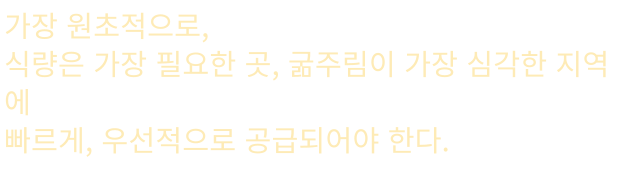 가장 원초적으로,
식량은 가장 필요한 곳, 굶주림이 가장 심각한 지역
에
빠르게, 우선적으로 공급되어야 한다.